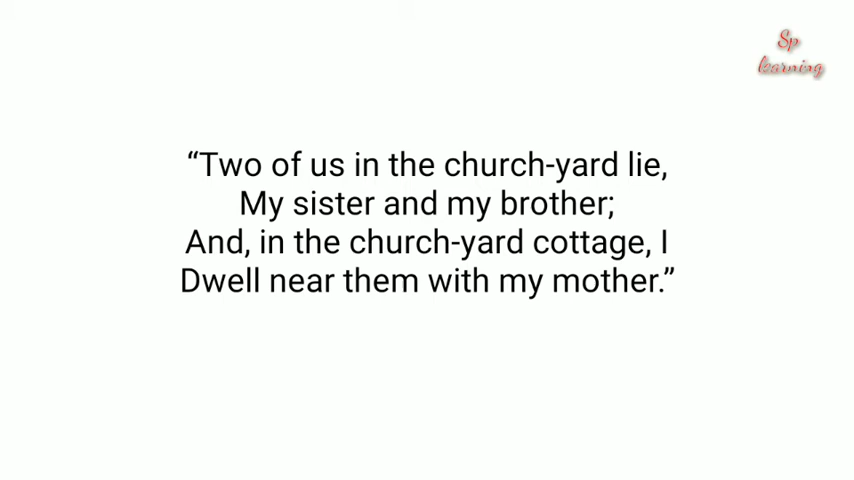 Sp
learning
“Two of us in the church-yard lie,
My sister and my brother;
And, in the church-yard cottage, I
Dwell near them with my mother.”